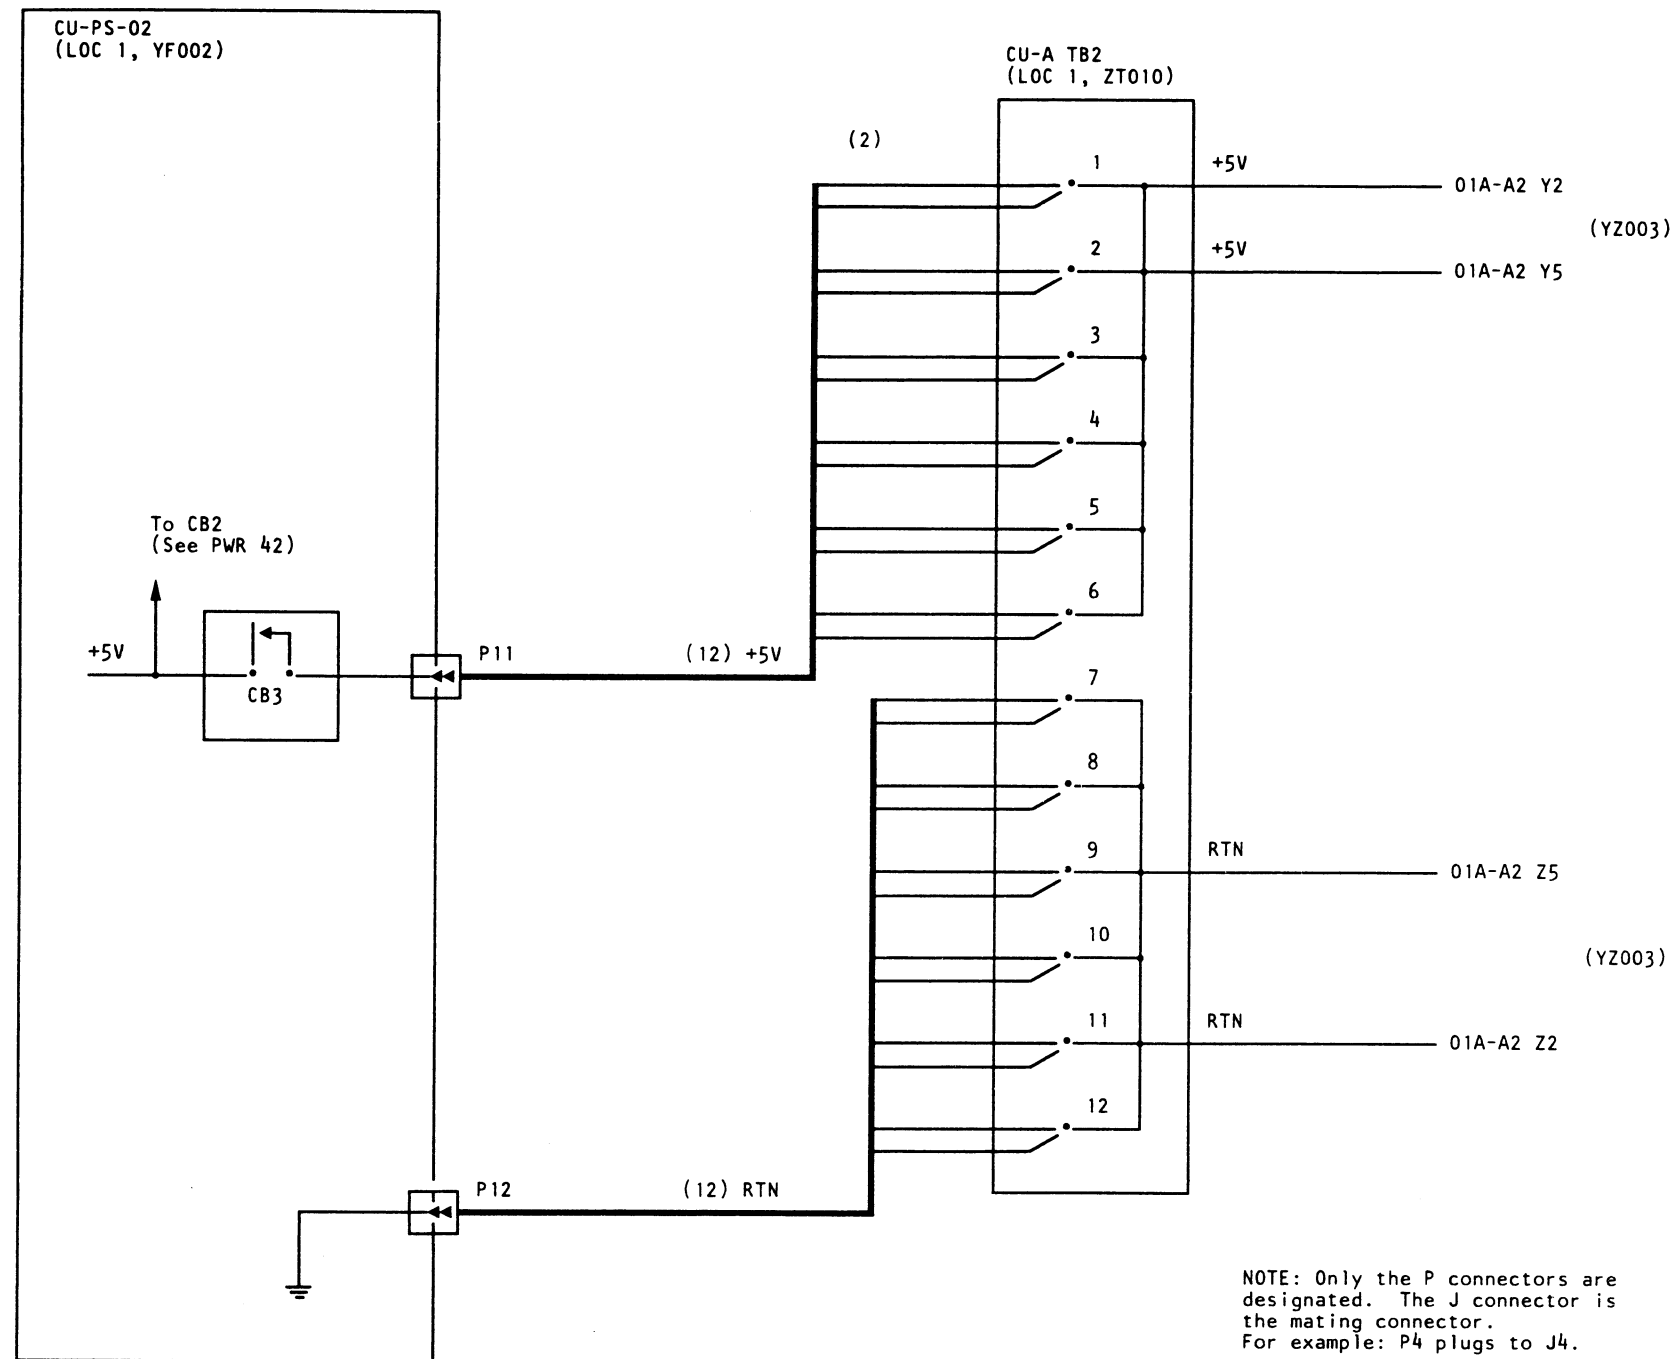 CU-PS-02
(LOC 1, YF002)
CU-A TB2
(LOC 1, ZT010)
(2)
1
+5V
01A-A2 Y2
(YZ003)
2
+5V
01A-A2 Y5
3
4
5
To CB2
(See PWR 42)
6
+5V
CB3
P11
(12) +5V
7
8
9
RTN
01A-A2 Z5
10
(YZ003)
11
RTN
01A-A2 Z2
12
P12
(12) RTN
NOTE: Only the P connectors are
designated. The J connector is
the mating connector.
For example: P4 plugs to J4.